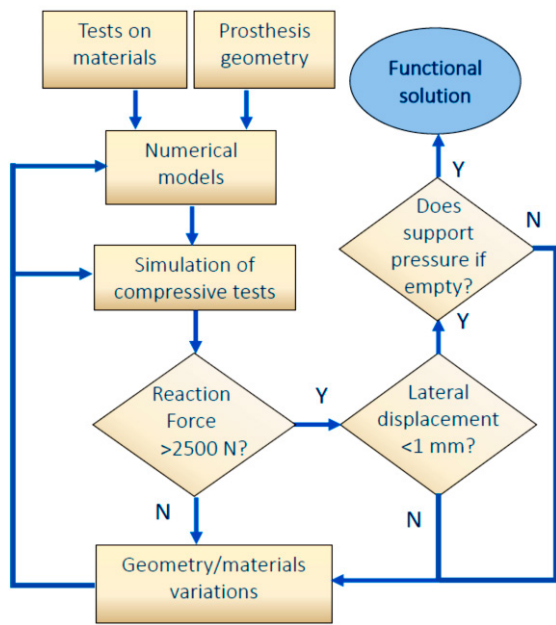 Tests on
materials
Prosthesis
geometry
Functional
solution
Numerical
models
Y
Does
support
pressure if
empty?
N
Simulation of
compressive tests
Y
Reaction
Force
>2500 N?
Y
Lateral
displacement
<1 mm?
N
N
Geometry/materials
variations